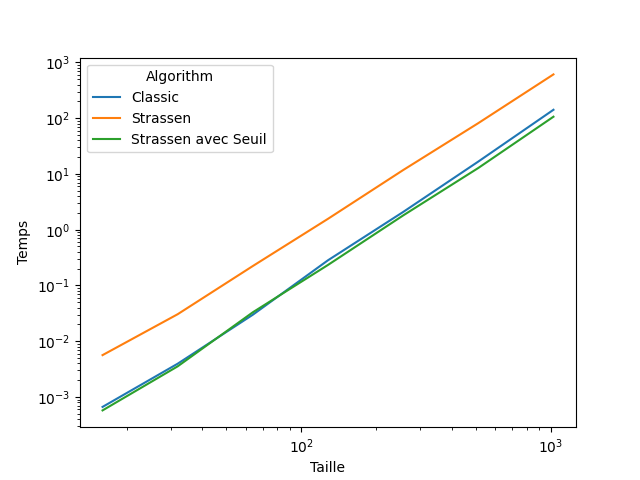 Algorithm
Classic
Strassen
Strassen avec Seuil
10³
10²
10¹
10⁰
10⁻¹
10⁻²
10⁻³
Temps
10² 10³
Taille